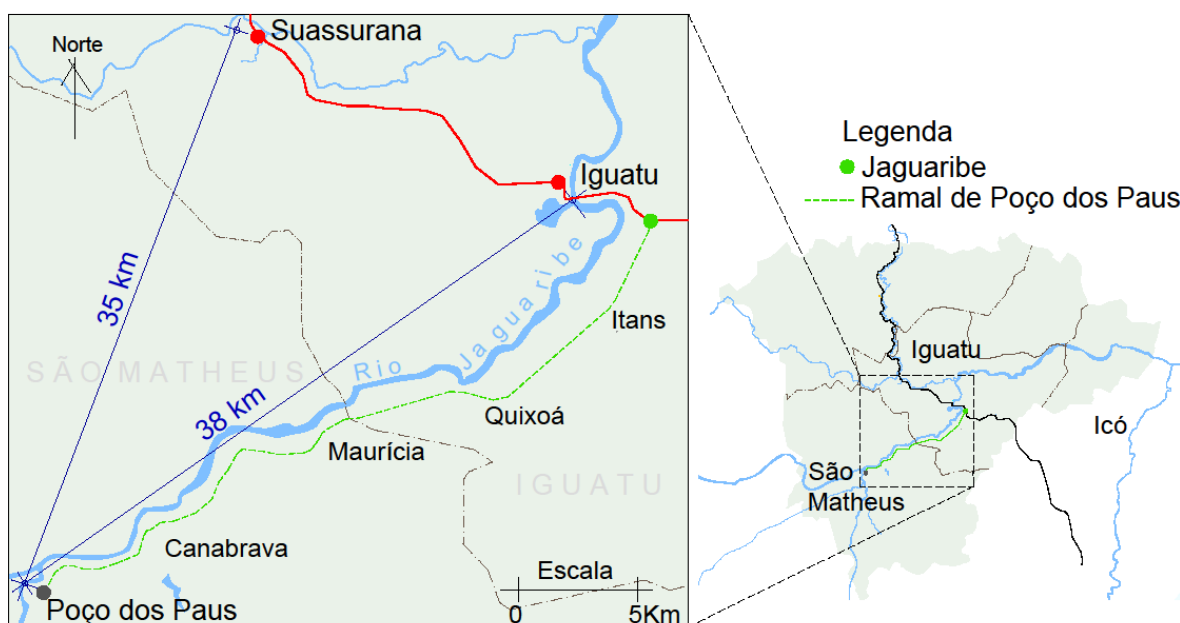 Suassurana
Norte
Iguatu
35 km
Rio Jaguaribe
Itans
SÃO MATHEUS
38 km
Quixoá
Maurícia
IGUATU
Canabrava
Escala
0 5Km
Poço dos Paus
Legenda
Jaguaribe
Ramal de Poço dos Paus
Iguatu
Icó
São
Matheus